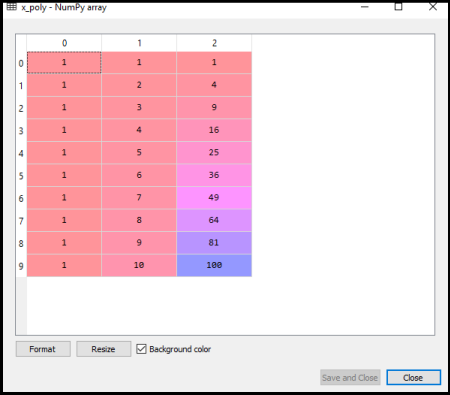 x_poly - NumPy array
0 1 2
0 1 1 1
1 1 2 4
2 1 3 9
3 1 4 16
4 1 5 25
5 1 6 36
6 1 7 49
7 1 8 64
8 1 9 81
9 1 10 100
Format Resize Background color
Save and Close Close